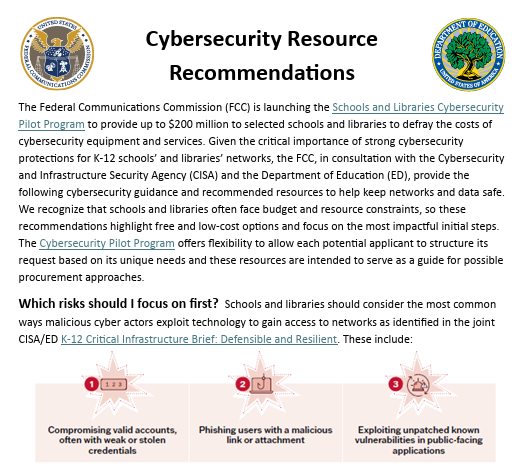 Cybersecurity Resource
Recommendations
The Federal Communications Commission (FCC) is launching the Schools and Libraries Cybersecurity
Pilot Program to provide up to $200 million to selected schools and libraries to defray the costs of
cybersecurity equipment and services. Given the critical importance of strong cybersecurity
protections for K-12 schools' and libraries' networks, the FCC, in consultation with the Cybersecurity
and Infrastructure Security Agency (CISA) and the Department of Education (ED), provide the
following cybersecurity guidance and recommended resources to help keep networks and data safe.
We recognize that schools and libraries often face budget and resource constraints, so these
recommendations highlight free and low-cost options and focus on the most impactful initial steps.
The Cybersecurity Pilot Program offers flexibility to allow each potential applicant to structure its
request based on its unique needs and these resources are intended to serve as a guide for possible
procurement approaches.
Which risks should I focus on first? Schools and libraries should consider the most common
ways malicious cyber actors exploit technology to gain access to networks as identified in the joint
CISA/ED K-12 Critical Infrastructure Brief: Defensible and Resilient. These include:
1 1 2 3
2
3
Compromising valid accounts,
often with weak or stolen
credentials
Phishing users with a malicious
link or attachment
Exploiting unpatched known
vulnerabilities in public-facing
applications
DEPARTMENT OF EDUCATION
UNITED STATES OF AMERICA
UNITED STATES
FEDERAL COMMUNICATIONS COMMISSION